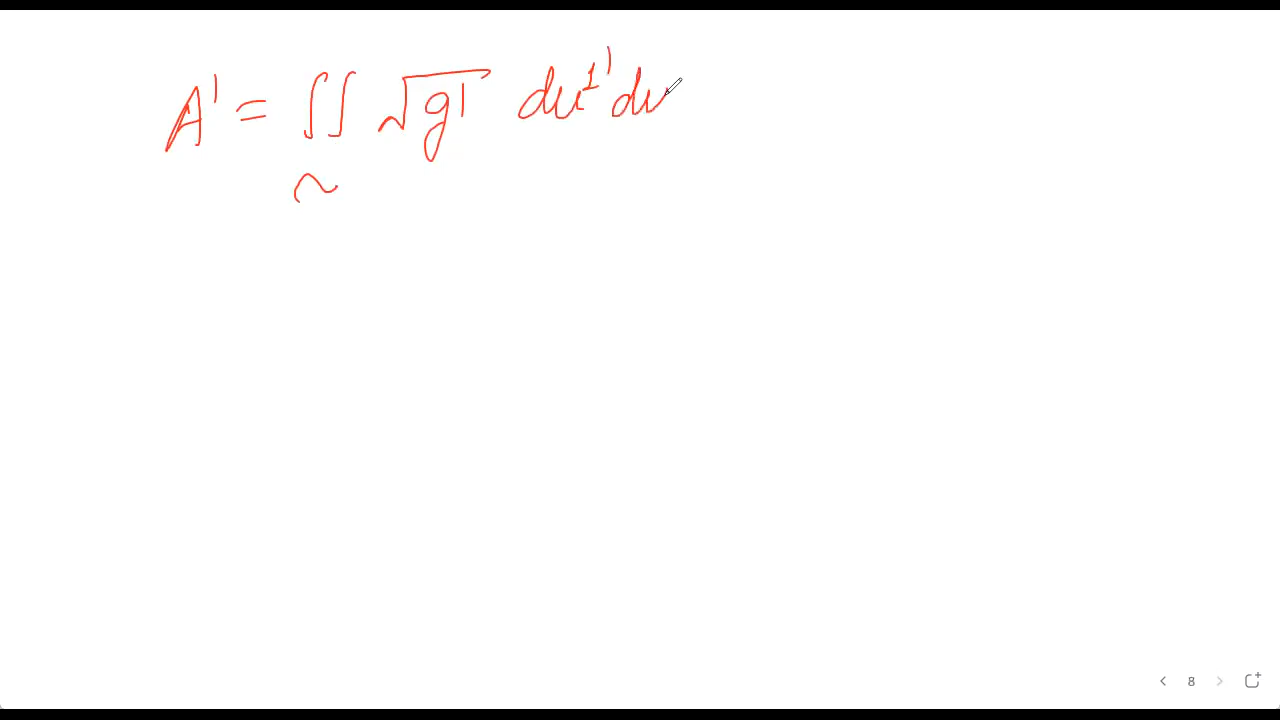 A' = ∬ √g' du¹' du
~
8